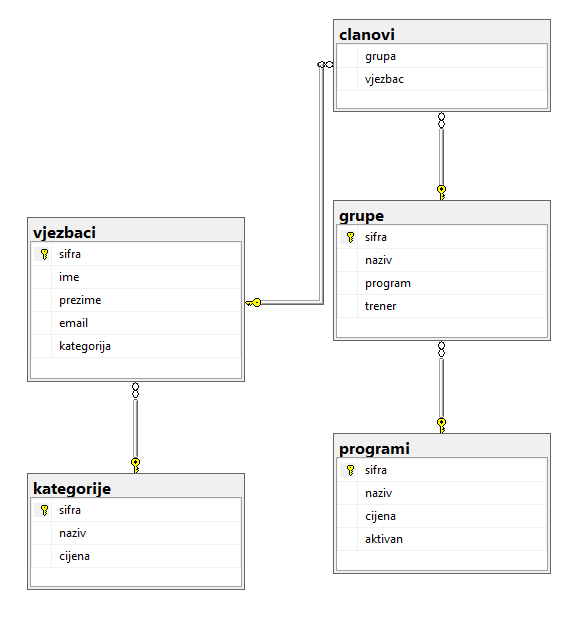 clanovi
grupa
vjezbac
grupe
sifra
naziv
program
trener
vjezbaci
sifra
ime
prezime
email
kategorija
programi
sifra
naziv
cijena
aktivan
kategorije
sifra
naziv
cijena